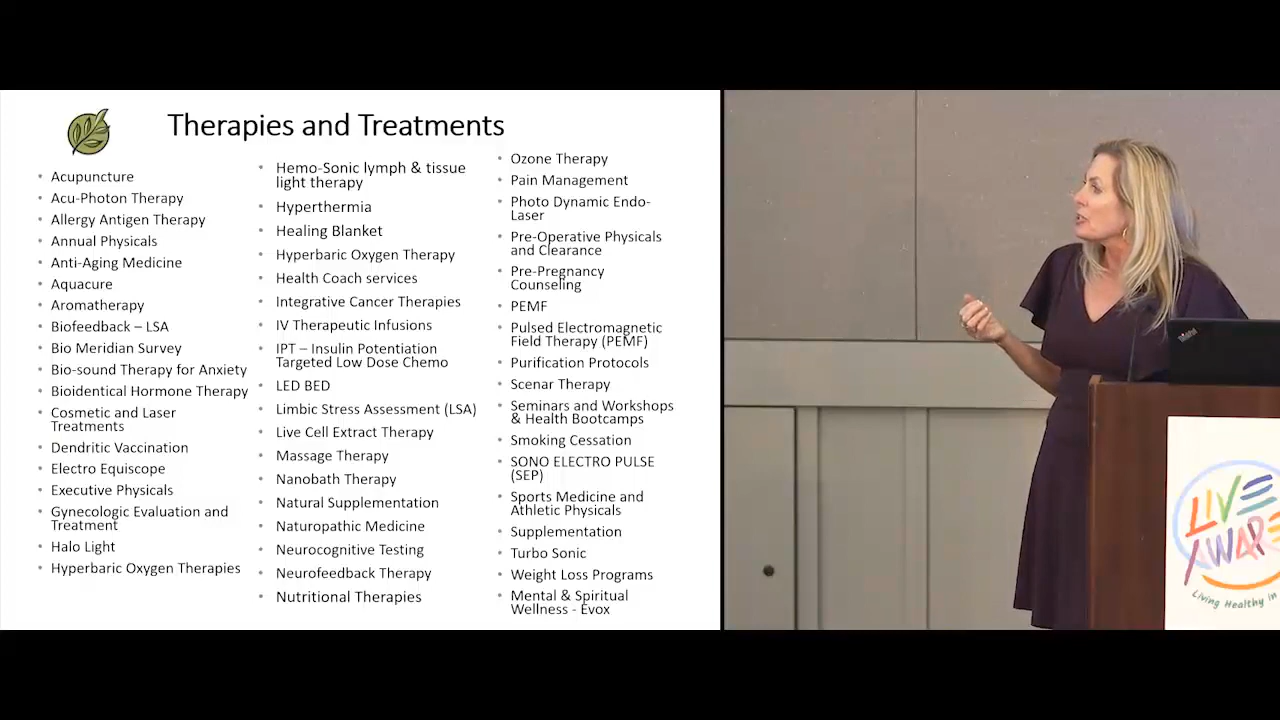 Therapies and Treatments
Acupuncture
Acu-Photon Therapy
Allergy Antigen Therapy
Annual Physicals
Anti-Aging Medicine
Aquacure
Aromatherapy
Biofeedback – LSA
Bio Meridian Survey
Bio-sound Therapy for Anxiety
Bioidentical Hormone Therapy
Cosmetic and Laser
Treatments
Dendritic Vaccination
Electro Equiscope
Executive Physicals
Gynecologic Evaluation and
Treatment
Halo Light
Hyperbaric Oxygen Therapies
Hemo-Sonic lymph & tissue
light therapy
Hyperthermia
Healing Blanket
Hyperbaric Oxygen Therapy
Health Coach services
Integrative Cancer Therapies
IV Therapeutic Infusions
IPT – Insulin Potentiation
Targeted Low Dose Chemo
LED BED
Limbic Stress Assessment (LSA)
Live Cell Extract Therapy
Massage Therapy
Nanobath Therapy
Natural Supplementation
Naturopathic Medicine
Neurocognitive Testing
Neurofeedback Therapy
Nutritional Therapies
Ozone Therapy
Pain Management
Photo Dynamic Endo-
Laser
Pre-Operative Physicals
and Clearance
Pre-Pregnancy
Counseling
PEMF
Pulsed Electromagnetic
Field Therapy (PEMF)
Purification Protocols
Scenar Therapy
Seminars and Workshops
& Health Bootcamps
Smoking Cessation
SONO ELECTRO PULSE
(SEP)
Sports Medicine and
Athletic Physicals
Supplementation
Turbo Sonic
Weight Loss Programs
Mental & Spiritual
Wellness - Evox
ThinkPad
LIVE
AWARE
Living Healthy in